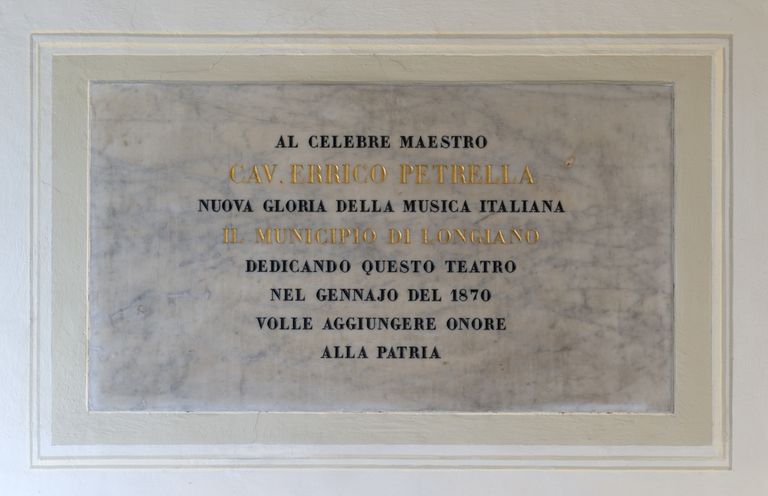 AL CELEBRE MAESTRO
CAV. ERRICO PETRELLA
NUOVA GLORIA DELLA MUSICA ITALIANA
IL MUNICIPIO DI LONGIANO
DEDICANDO QUESTO TEATRO
NEL GENNAJO DEL 1870
VOLLE AGGIUNGERE ONORE
ALLA PATRIA